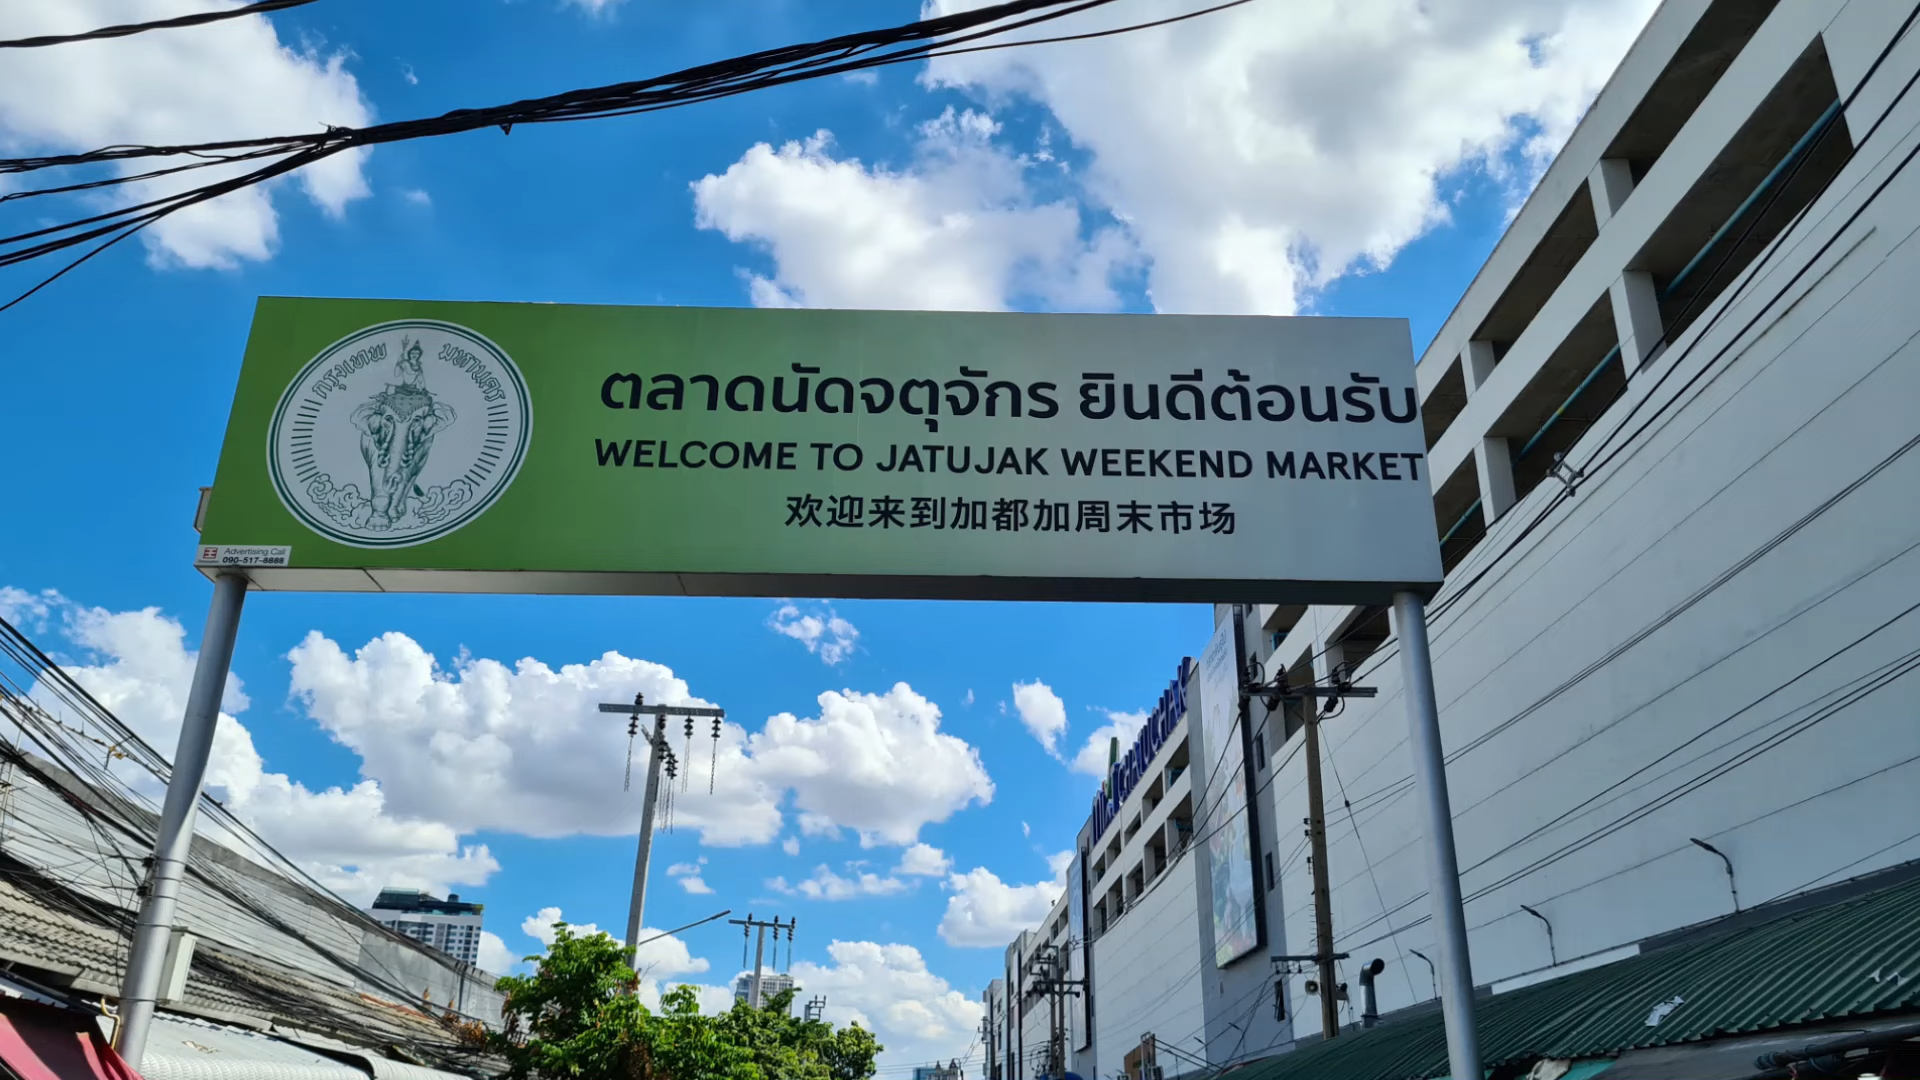 กรุงเทพ มหานคร
ตลาดนัดจตุจักร ยินดีต้อนรับ
WELCOME TO JATUJAK WEEKEND MARKET
欢迎来到加都加周末市场
Advertising Call
090-517-8888
CHATUCHAK